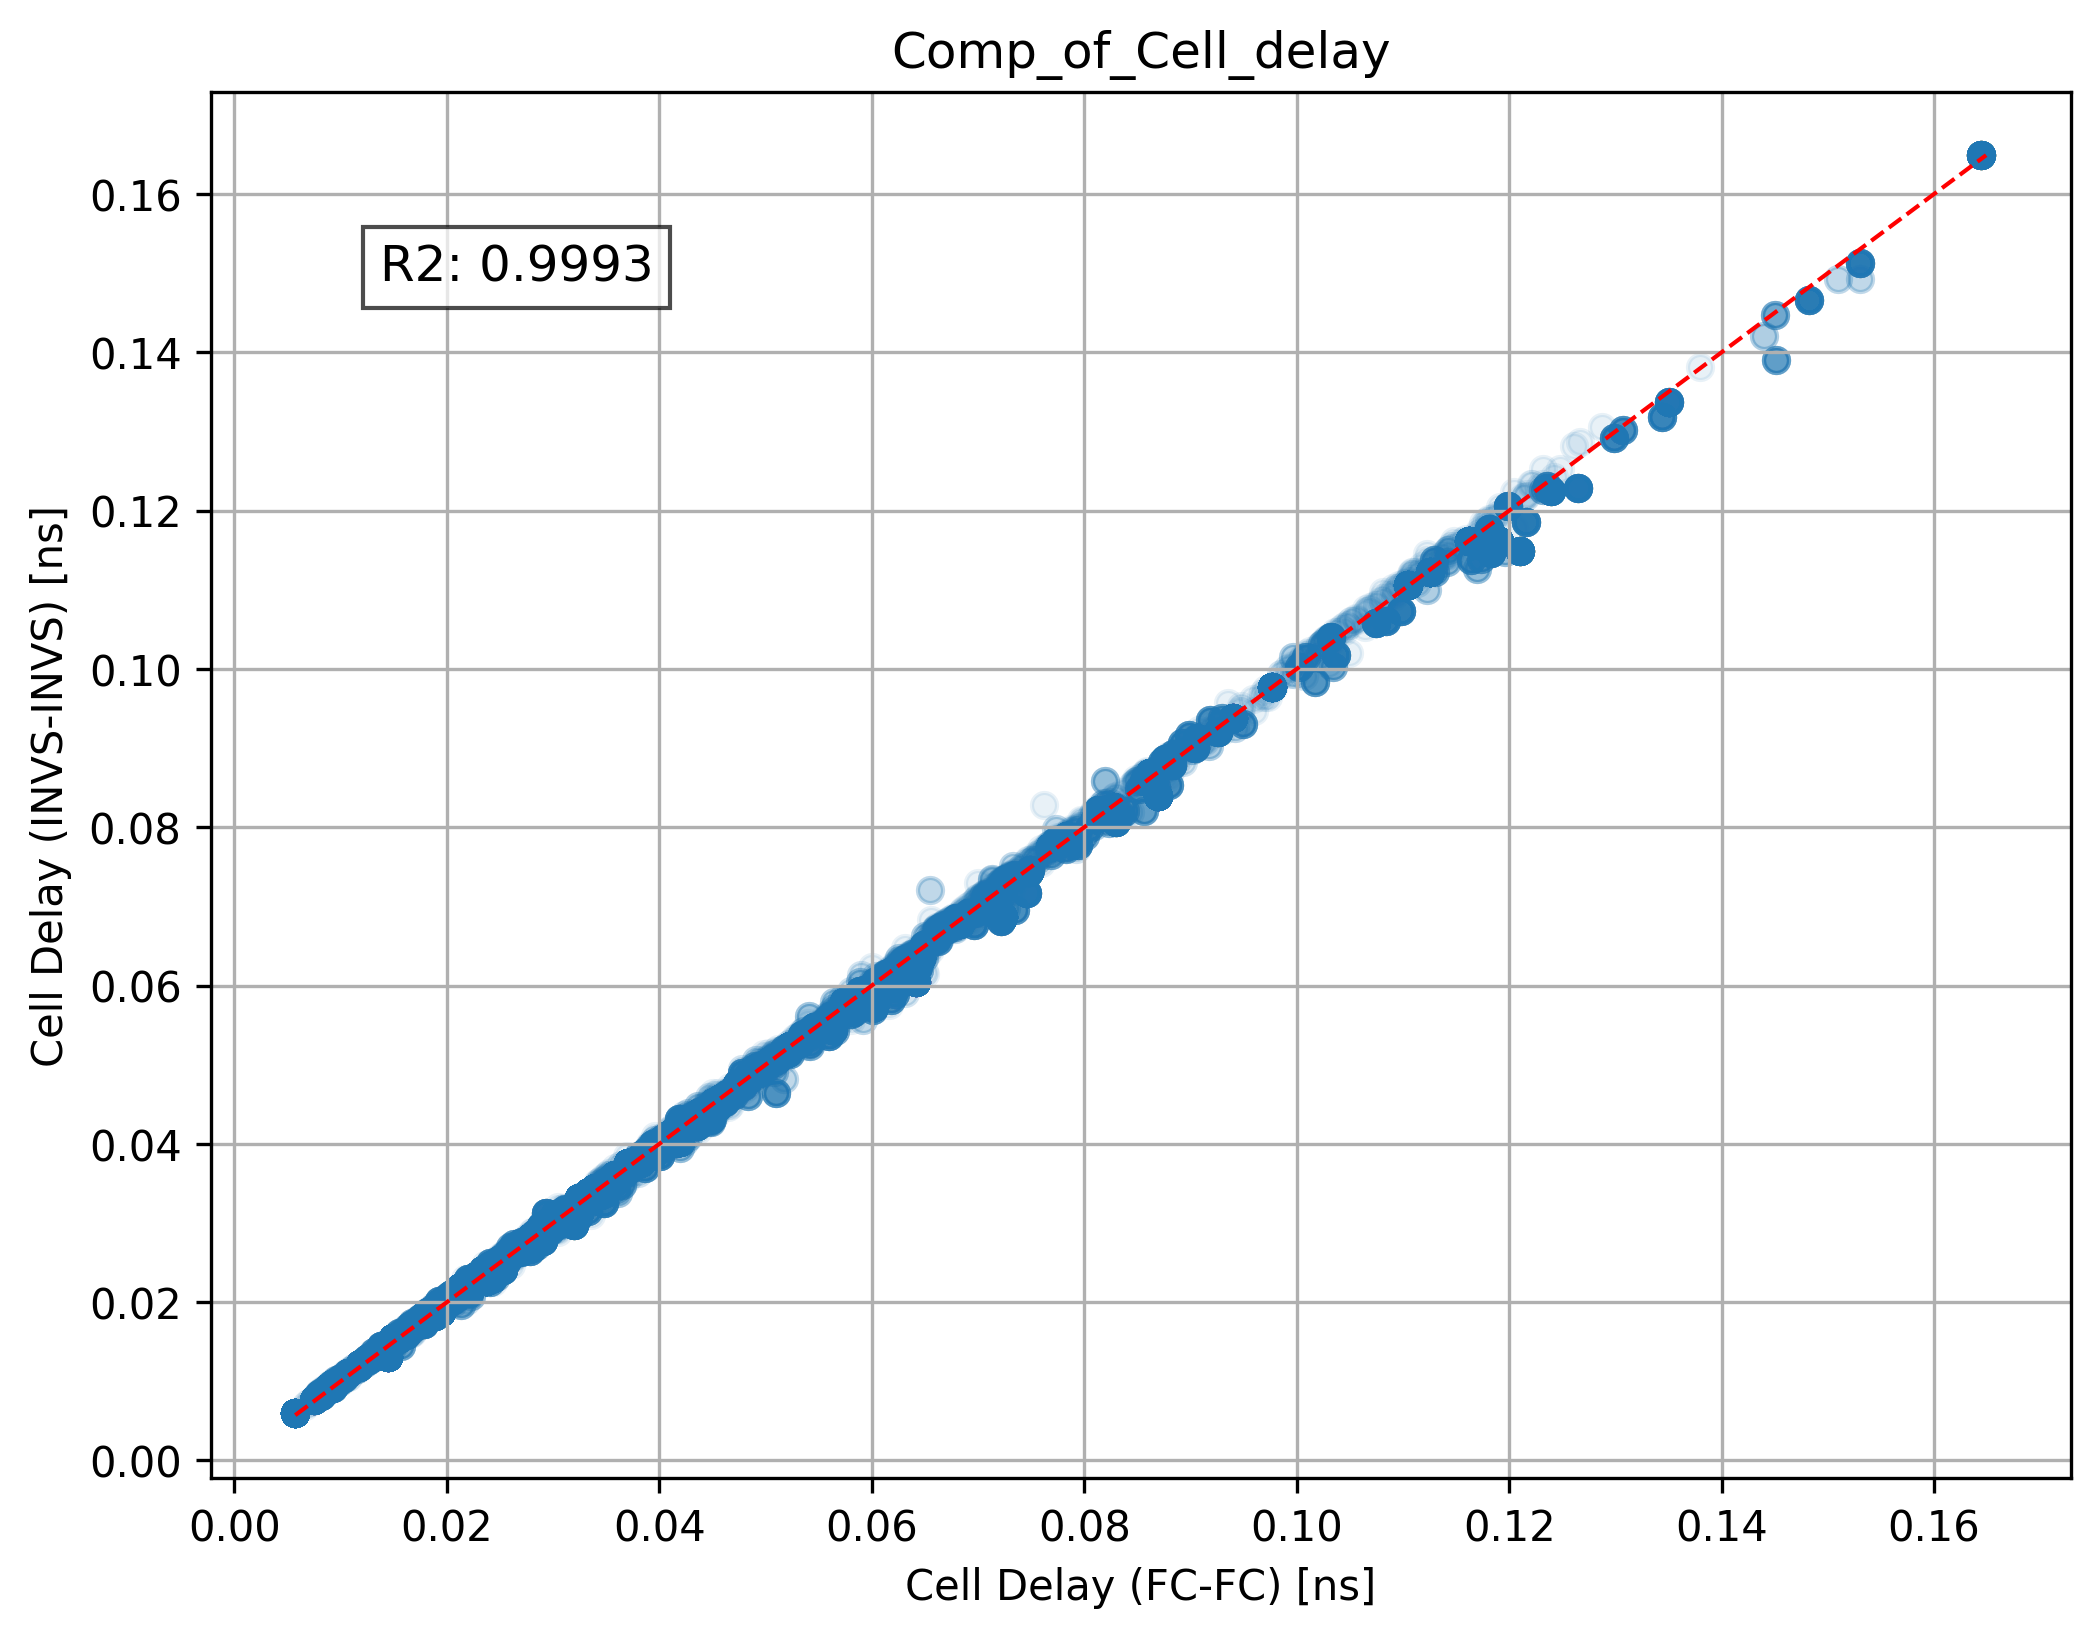 Comp_of_Cell_delay
R2: 0.9993
Cell Delay (INVS-INVS) [ns]
0.16
0.14
0.12
0.10
0.08
0.06
0.04
0.02
0.00
0.00 0.02 0.04 0.06 0.08 0.10 0.12 0.14 0.16
Cell Delay (FC-FC) [ns]